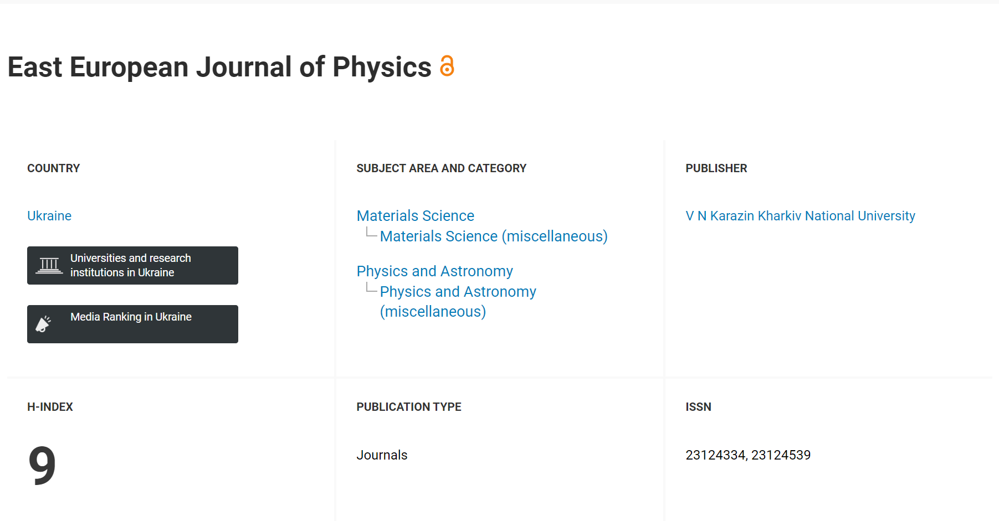 East European Journal of Physics
COUNTRY
Ukraine
Universities and research
institutions in Ukraine
Media Ranking in Ukraine
SUBJECT AREA AND CATEGORY
Materials Science
Materials Science (miscellaneous)
Physics and Astronomy
Physics and Astronomy
(miscellaneous)
PUBLISHER
V N Karazin Kharkiv National University
H-INDEX
9
PUBLICATION TYPE
Journals
ISSN
23124334, 23124539